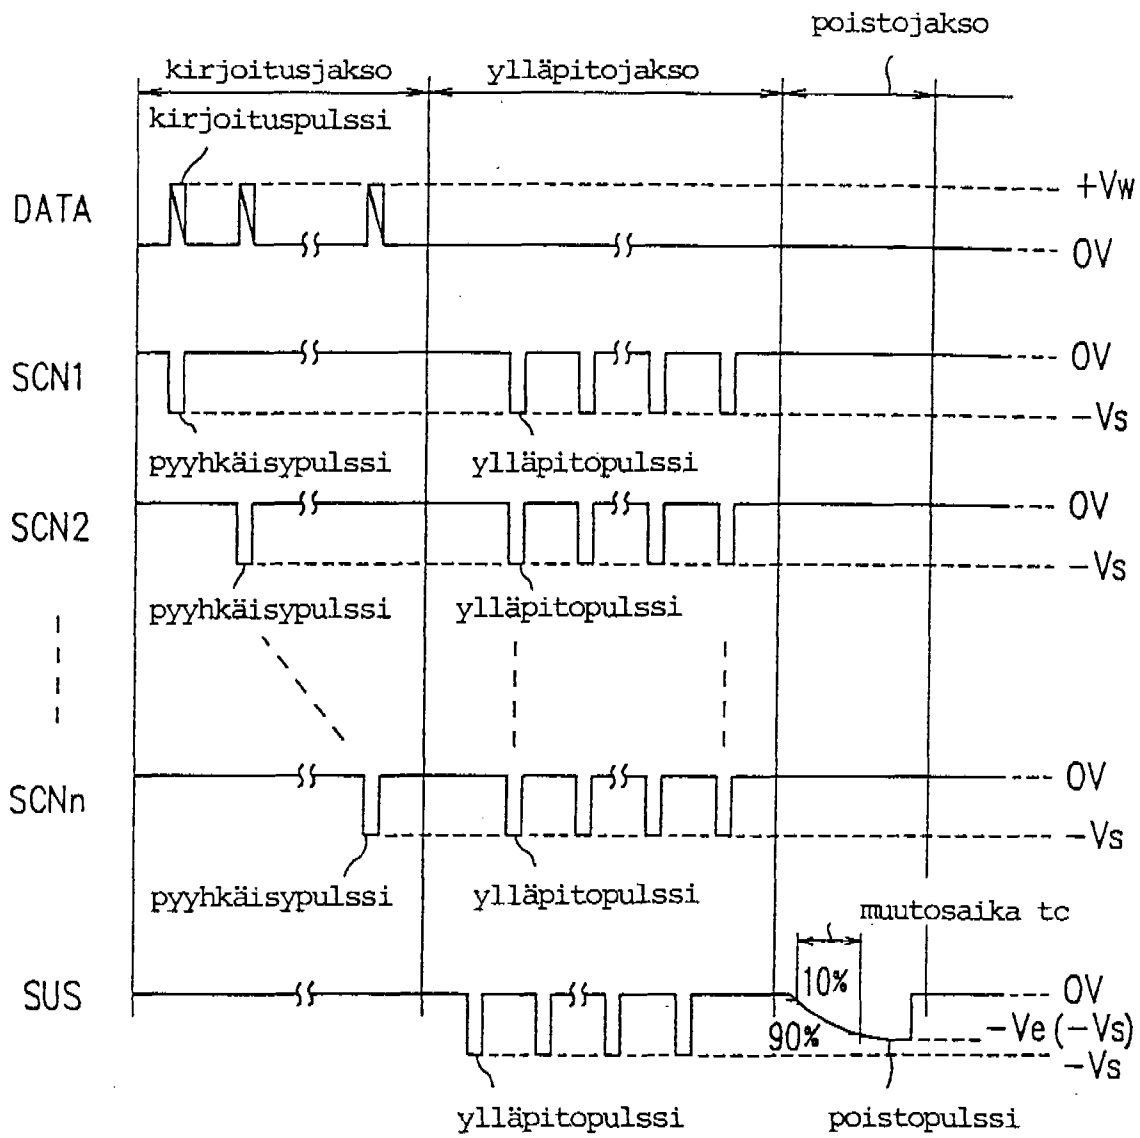 poistojakso
kirjoitusjakso ylläpitojakso
kirjoituspulssi
DATA +Vw
0V
SCN1 0V
-Vs
pyyhkäisypulssi ylläpitopulssi
SCN2 0V
-Vs
pyyhkäisypulssi ylläpitopulssi
SCNn 0V
-Vs
pyyhkäisypulssi ylläpitopulssi
muutosaika tc
SUS 10% 0V
90% -Ve (-Vs)
-Vs
ylläpitopulssi poistopulssi